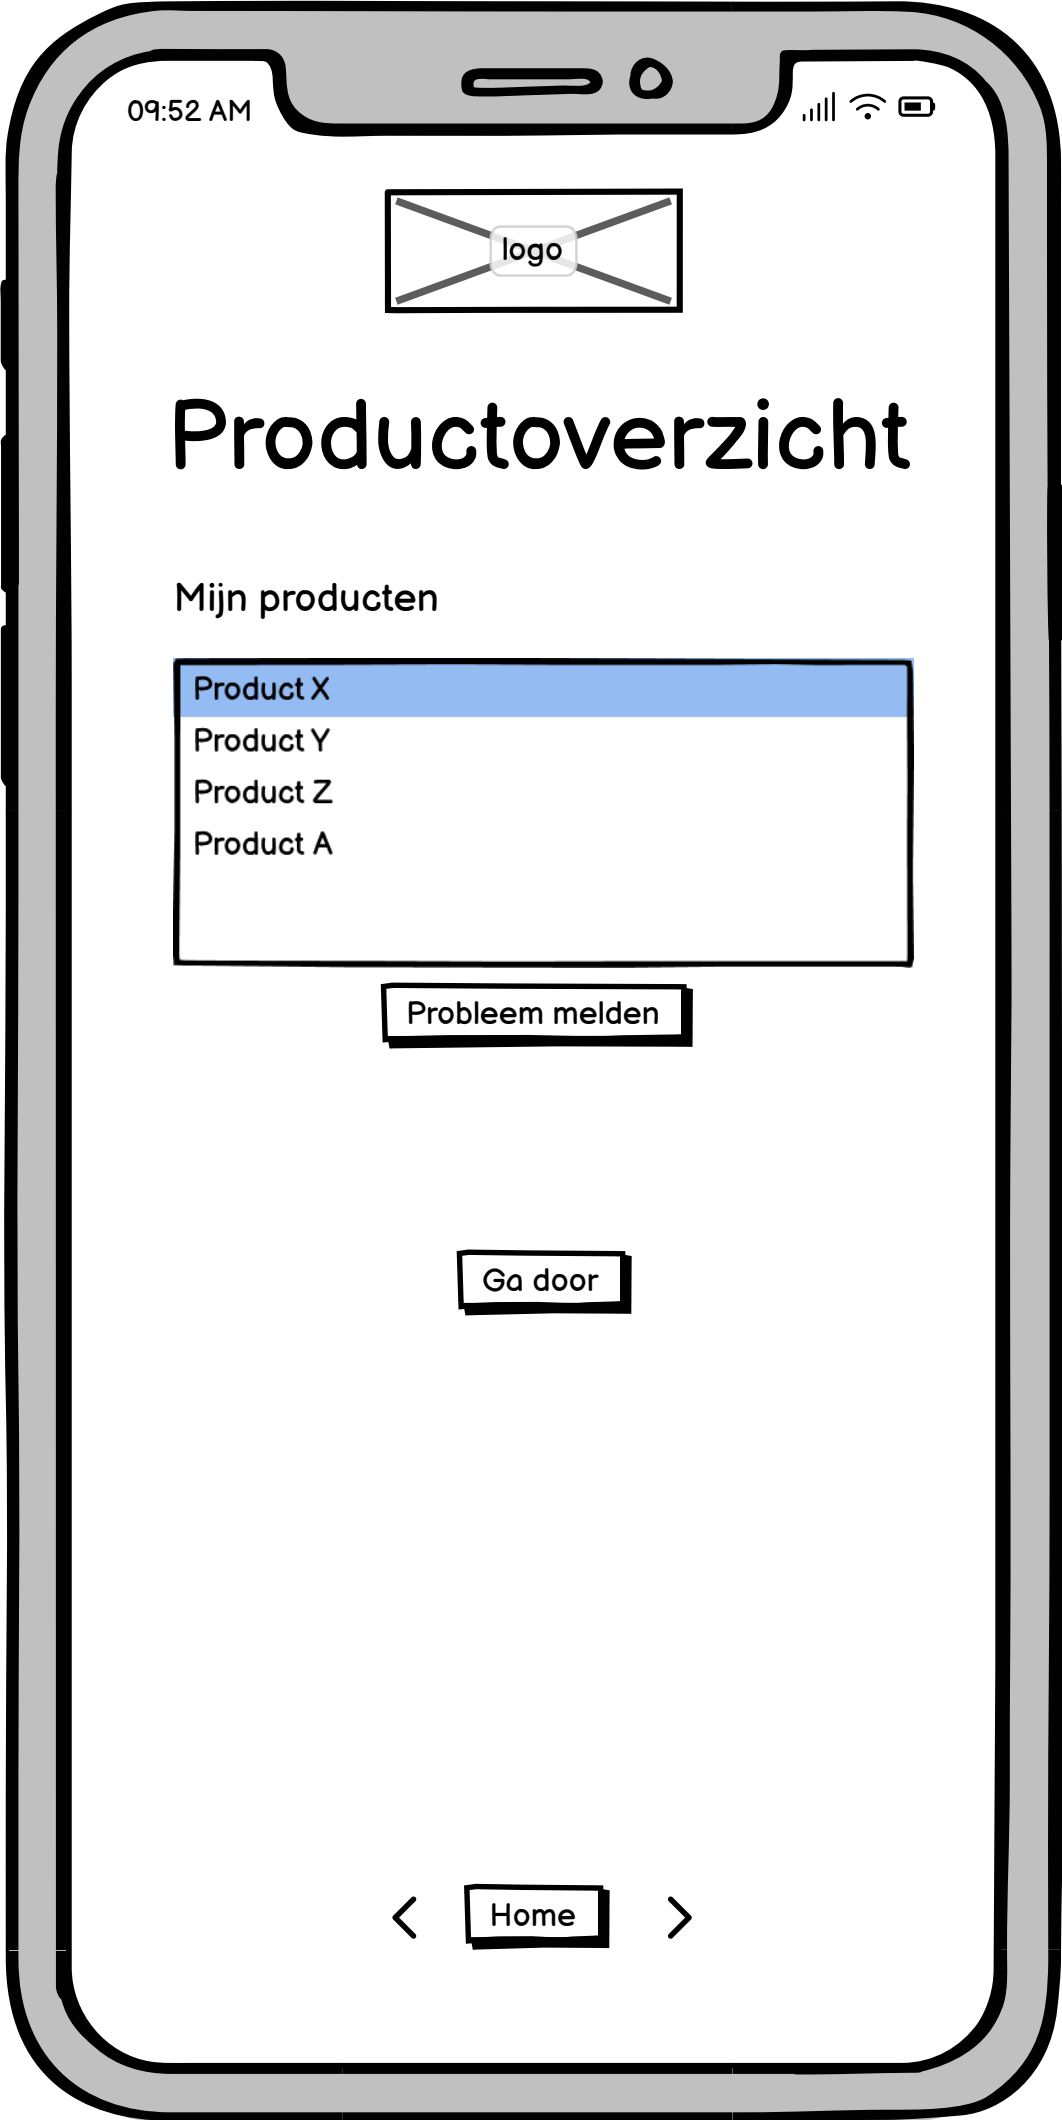 09:52 AM
logo
Productoverzicht
Mijn producten
Product X
Product Y
Product Z
Product A
Probleem melden
Ga door
Home